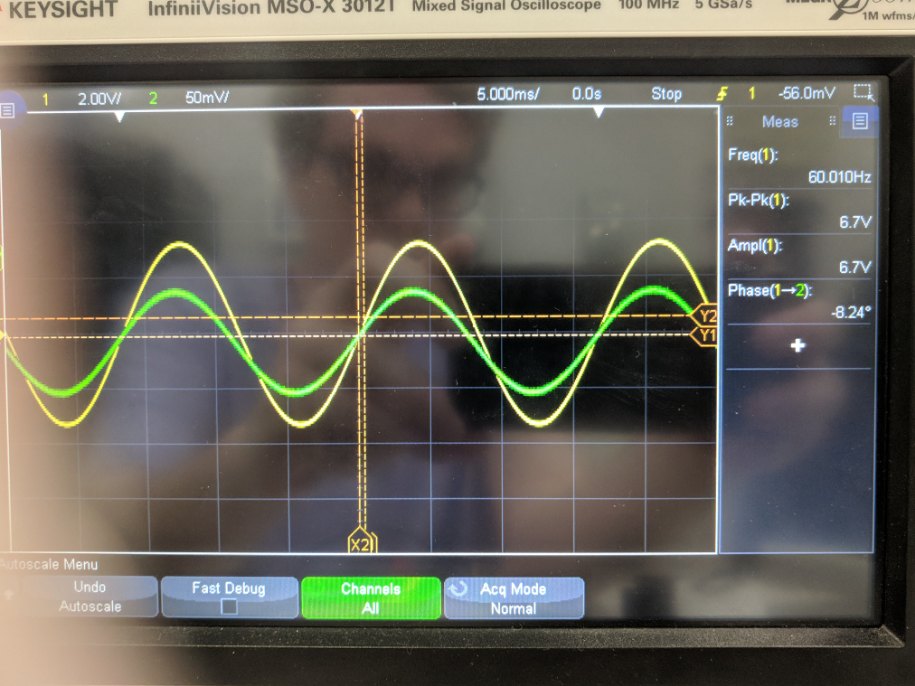 KEYSIGHT InfiniiVision MSO-X 3012T Mixed Signal Oscilloscope 100 MHz 5 GSa/s
1M wfms/
1 2.00V/ 2 50mV/ 5.000ms/ 0.0s Stop 1 -56.0mV
Meas
Freq(1):
60.010Hz
Pk-Pk(1):
6.7V
Ampl(1):
6.7V
Phase(1→2):
-8.24°
Y2
Y1
X2
Autoscale Menu
Undo
Autoscale
Fast Debug
Channels
All
Acq Mode
Normal